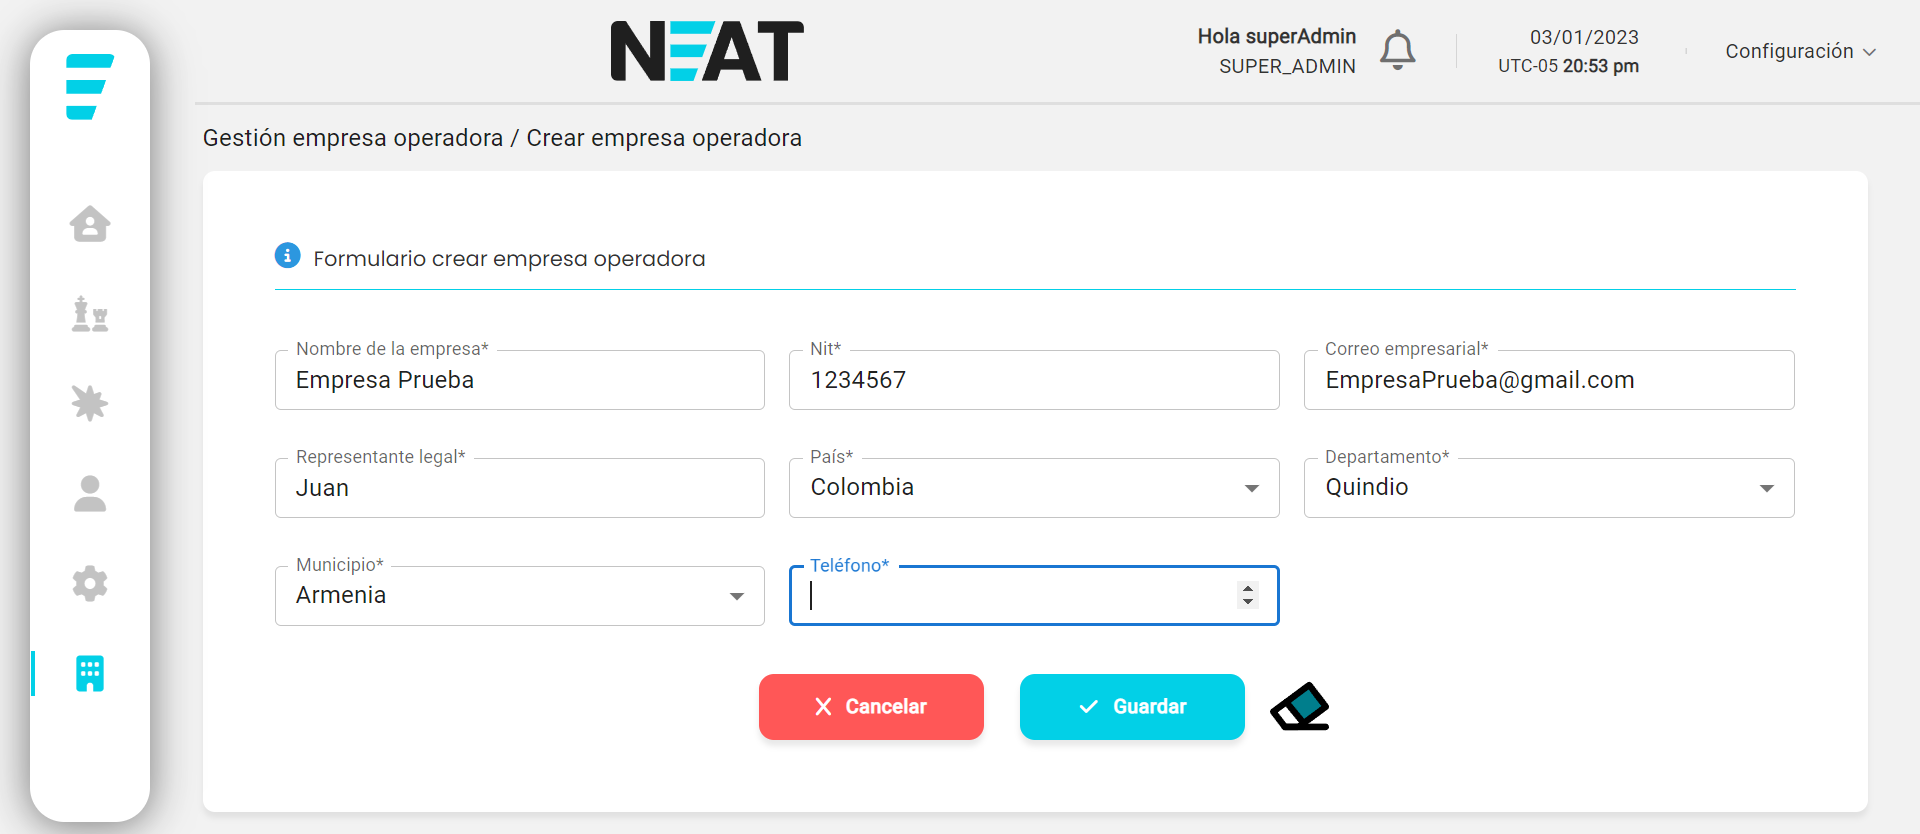 NEAT
Hola superAdmin
SUPER_ADMIN
03/01/2023
UTC-05 20:53 pm
Configuración
Gestión empresa operadora / Crear empresa operadora
Formulario crear empresa operadora
Nombre de la empresa*
Empresa Prueba
Nit*
1234567
Correo empresarial*
EmpresaPrueba@gmail.com
Representante legal*
Juan
País*
Colombia
Departamento*
Quindio
Municipio*
Armenia
Teléfono*
Cancelar
Guardar